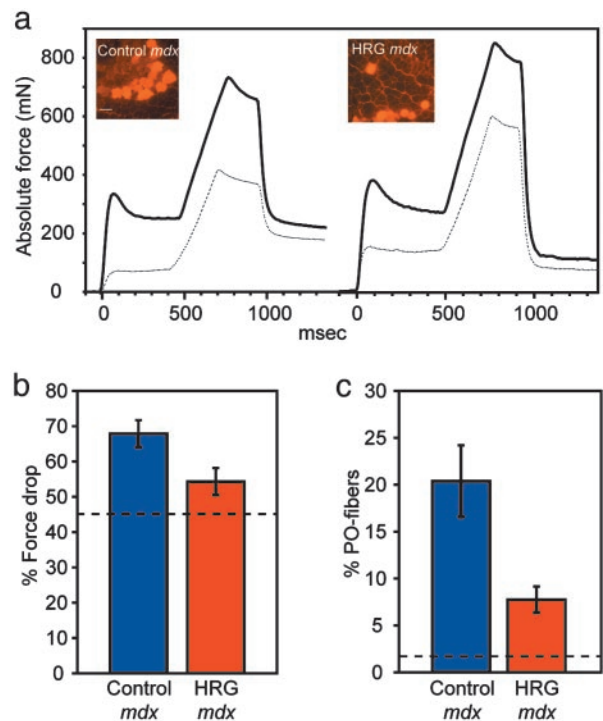 a
Absolute force (mN)
800
600
400
200
0
Control mdx
HRG mdx
0 500 1000 0 500 1000
msec
b
% Force drop
80
70
60
50
40
30
20
10
0
Control
mdx
HRG
mdx
c
% PO-fibers
30
25
20
15
10
5
0
Control
mdx
HRG
mdx